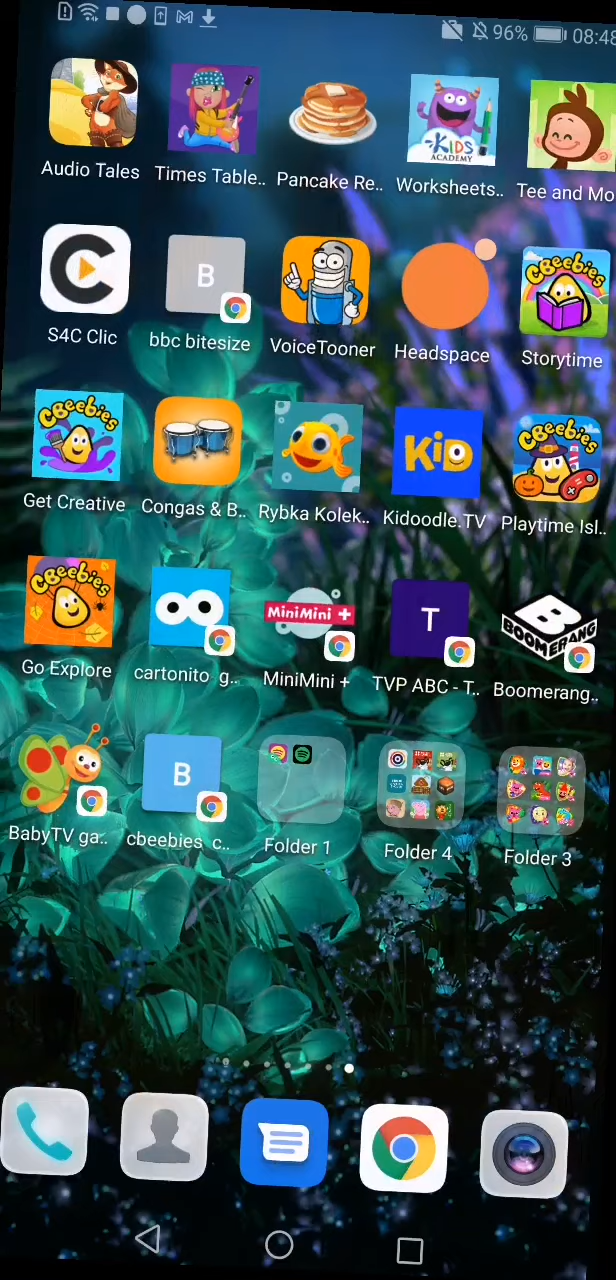 96% 08:48
Audio Tales
Times Table..
Pancake Re..
KIDS
ACADEMY
Worksheets..
Tee and Mo
S4C Clic
B
bbc bitesize
VoiceTooner
Headspace
CBeebies
Storytime
CBeebies
Get Creative
Congas & B..
Rybka Kolek..
KiD
Kidoodle.TV
CBeebies
Playtime Isl..
CBeebies
Go Explore
cartonito g..
MiniMini +
MiniMini +
T
TVP ABC - T..
B
BOOMERANG
Boomerang..
BabyTV ga..
B
cbeebies c..
Folder 1
Folder 4
Folder 3